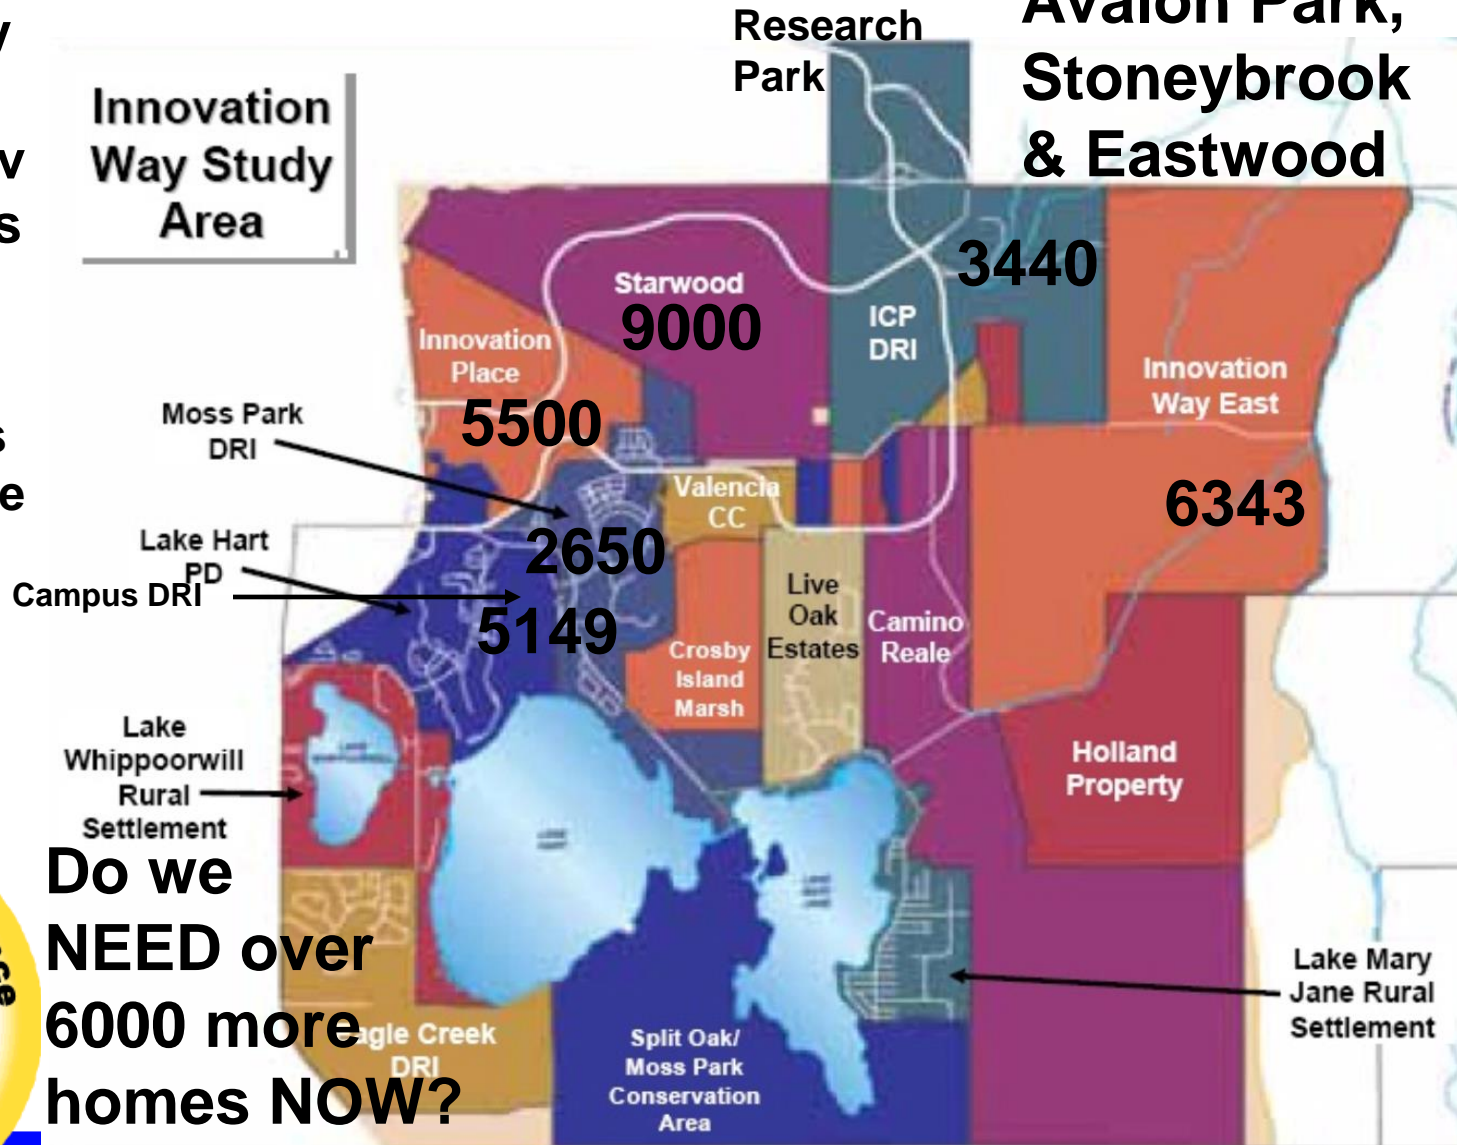 Research
Park
Avalon Park,
Stoneybrook
& Eastwood
Innovation
Way Study
Area
Starwood
9000
3440
ICP
DRI
Innovation
Place
5500
Innovation
Way East
6343
Moss Park
DRI
Valencia
CC
2650
Lake Hart
PD
Campus DRI
5149
Live
Oak
Estates
Camino
Reale
Crosby
Island
Marsh
Lake
Whippoorwill
Rural
Settlement
Holland
Property
Do we
NEED over
6000 more
homes NOW?
agle Creek
DRI
Split Oak/
Moss Park
Conservation
Area
Lake Mary
Jane Rural
Settlement